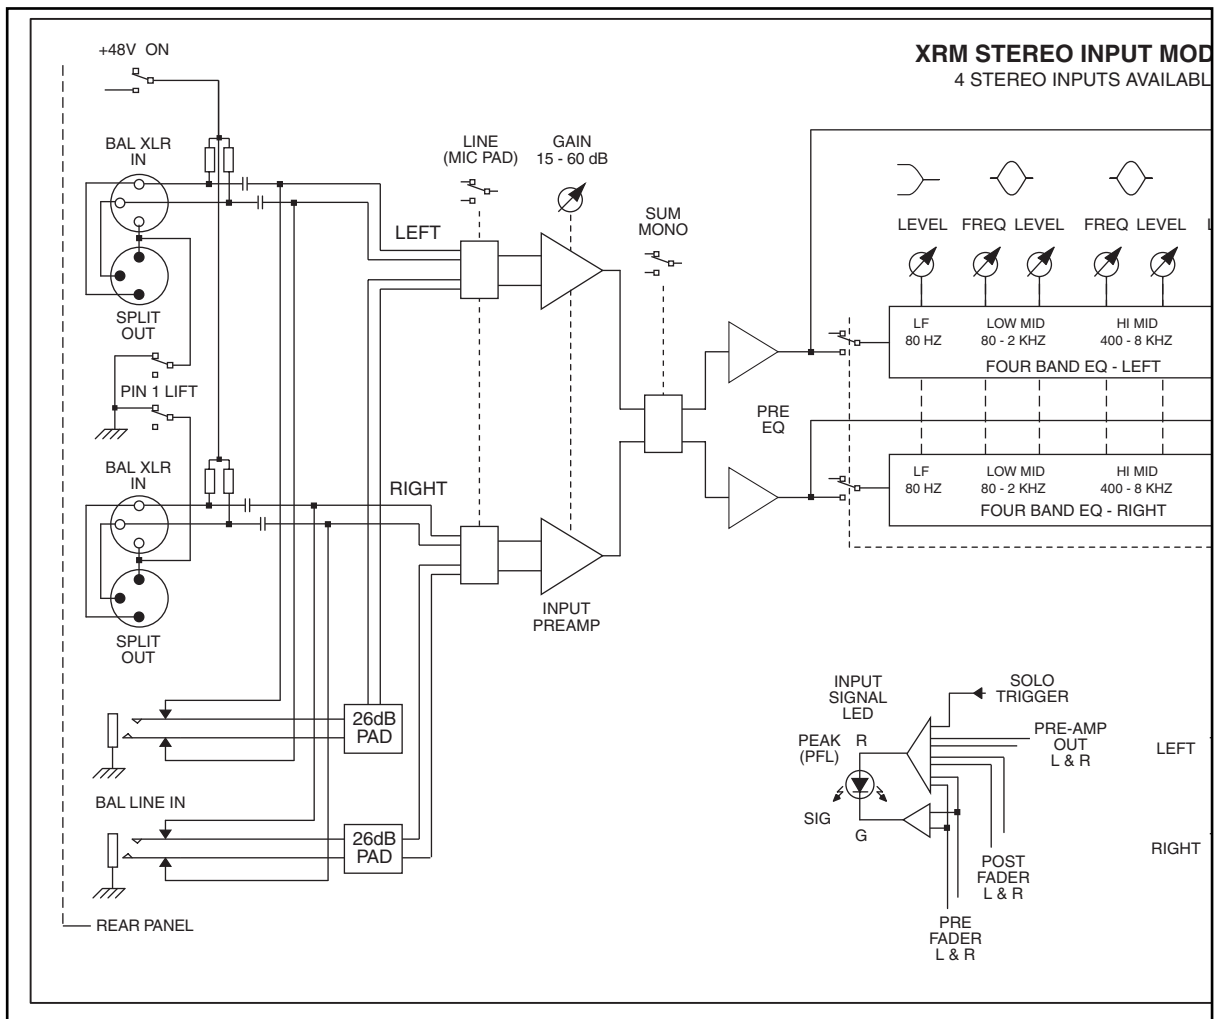 +48V ON
XRM STEREO INPUT MOD
4 STEREO INPUTS AVAILABL
BAL XLR
IN
LINE
(MIC PAD)
GAIN
15 - 60 dB
SUM
MONO
LEFT
LEVEL FREQ LEVEL FREQ LEVEL L
SPLIT
OUT
LF
80 HZ
LOW MID
80 - 2 KHZ
HI MID
400 - 8 KHZ
FOUR BAND EQ - LEFT
PIN 1 LIFT
PRE
EQ
BAL XLR
IN
RIGHT
LF
80 HZ
LOW MID
80 - 2 KHZ
HI MID
400 - 8 KHZ
FOUR BAND EQ - RIGHT
INPUT
PREAMP
SPLIT
OUT
26dB
PAD
BAL LINE IN
26dB
PAD
REAR PANEL
INPUT
SIGNAL
LED
SOLO
TRIGGER
PEAK
(PFL)
R
PRE-AMP
OUT
L & R
LEFT
SIG
G
RIGHT
POST
FADER
L & R
PRE
FADER
L & R